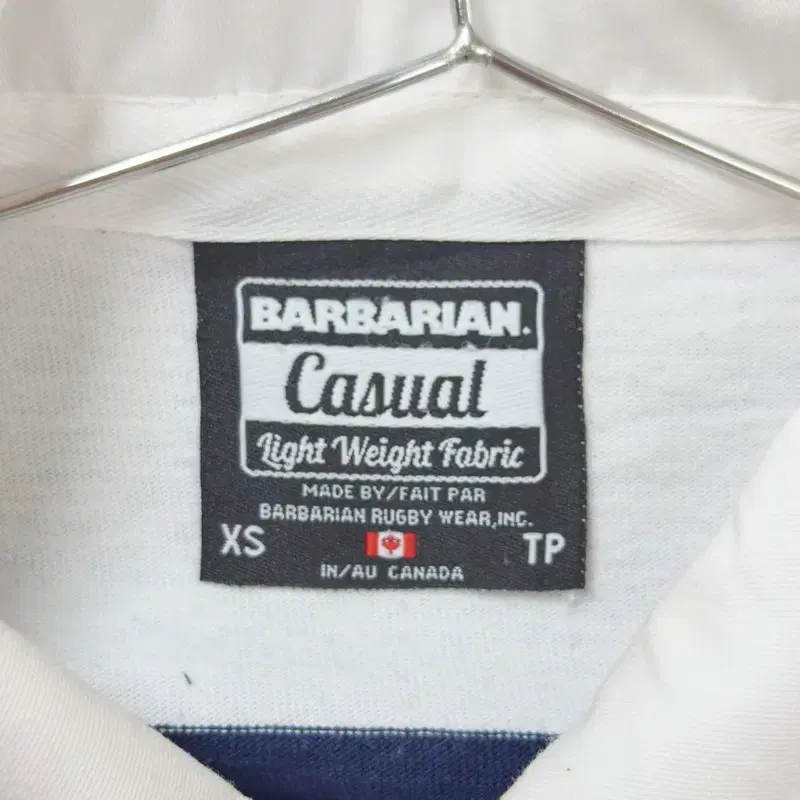 BARBARIAN.
Casual
Light Weight Fabric
MADE BY/FAIT PAR
BARBARIAN RUGBY WEAR,INC.
XS TP
IN/AU CANADA